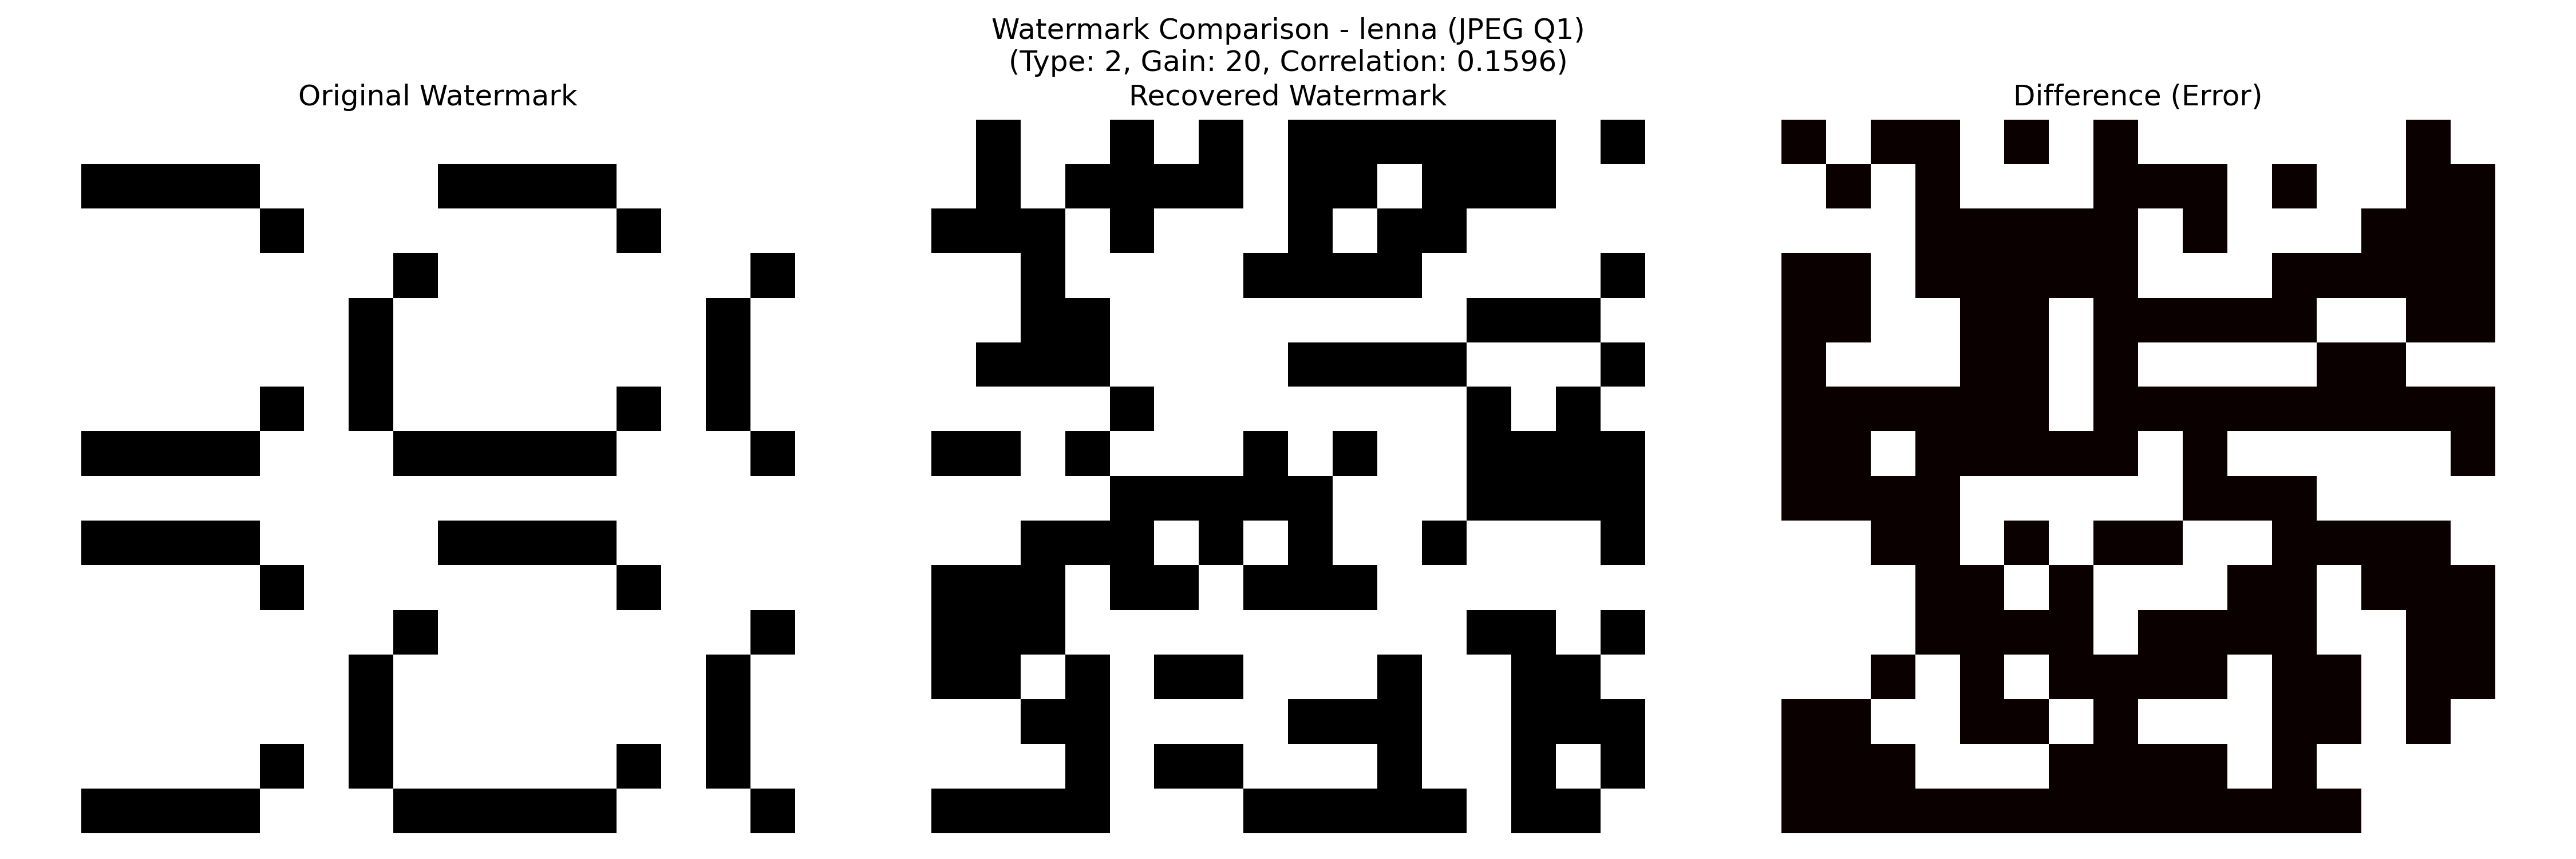 Watermark Comparison - lenna (JPEG Q1)
(Type: 2, Gain: 20, Correlation: 0.1596)
Original Watermark
Recovered Watermark
Difference (Error)